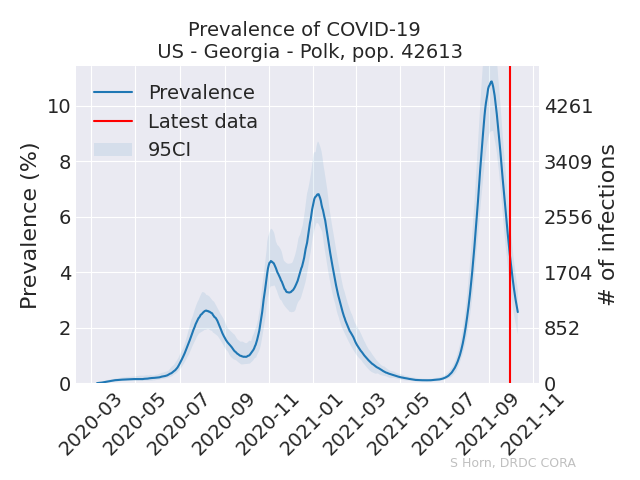 Prevalence of COVID-19
US - Georgia - Polk, pop. 42613
Prevalence
Latest data
95CI
Prevalence (%)
10
8
6
4
2
0
4261
3409
2556
1704
852
0
# of infections
2020-03
2020-05
2020-07
2020-09
2020-11
2021-01
2021-03
2021-05
2021-07
2021-09
2021-11
S Horn, DRDC CORA